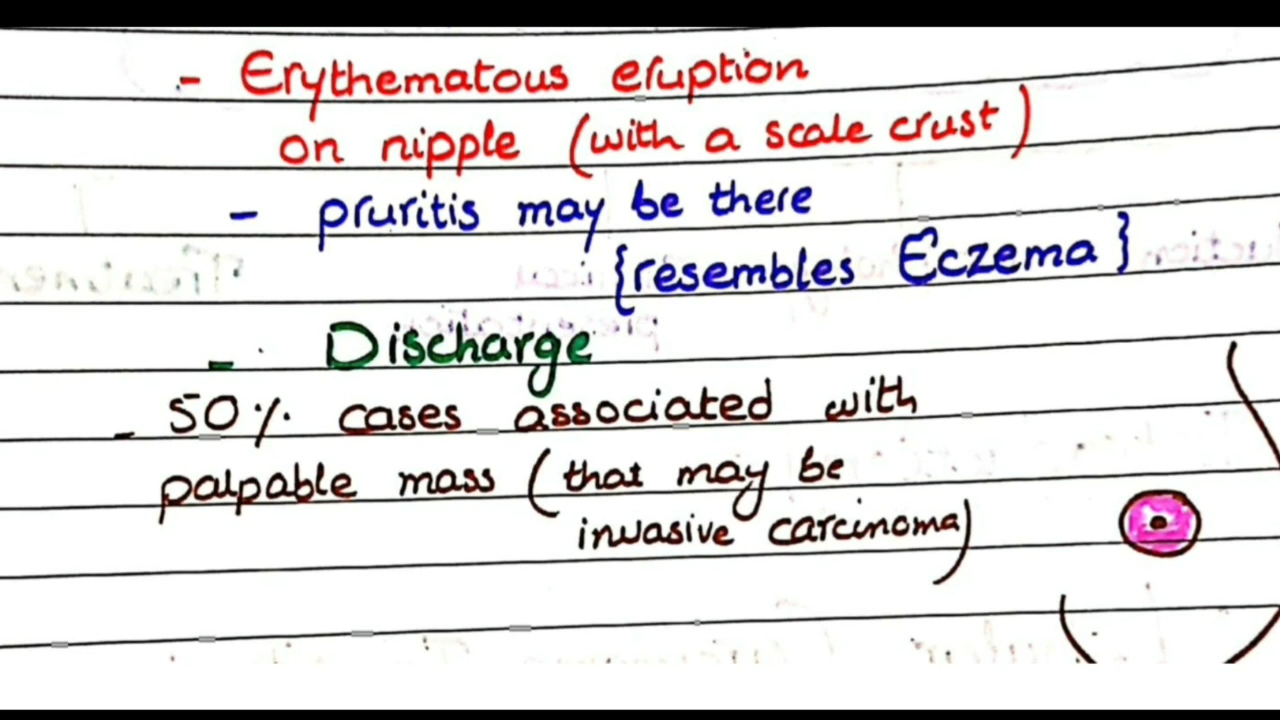 - Erythematous eruption
on nipple (with a scale crust)
- pruritis may be there
{resembles Eczema}
- Discharge
- 50% cases associated with
palpable mass (that may be
invasive carcinoma)